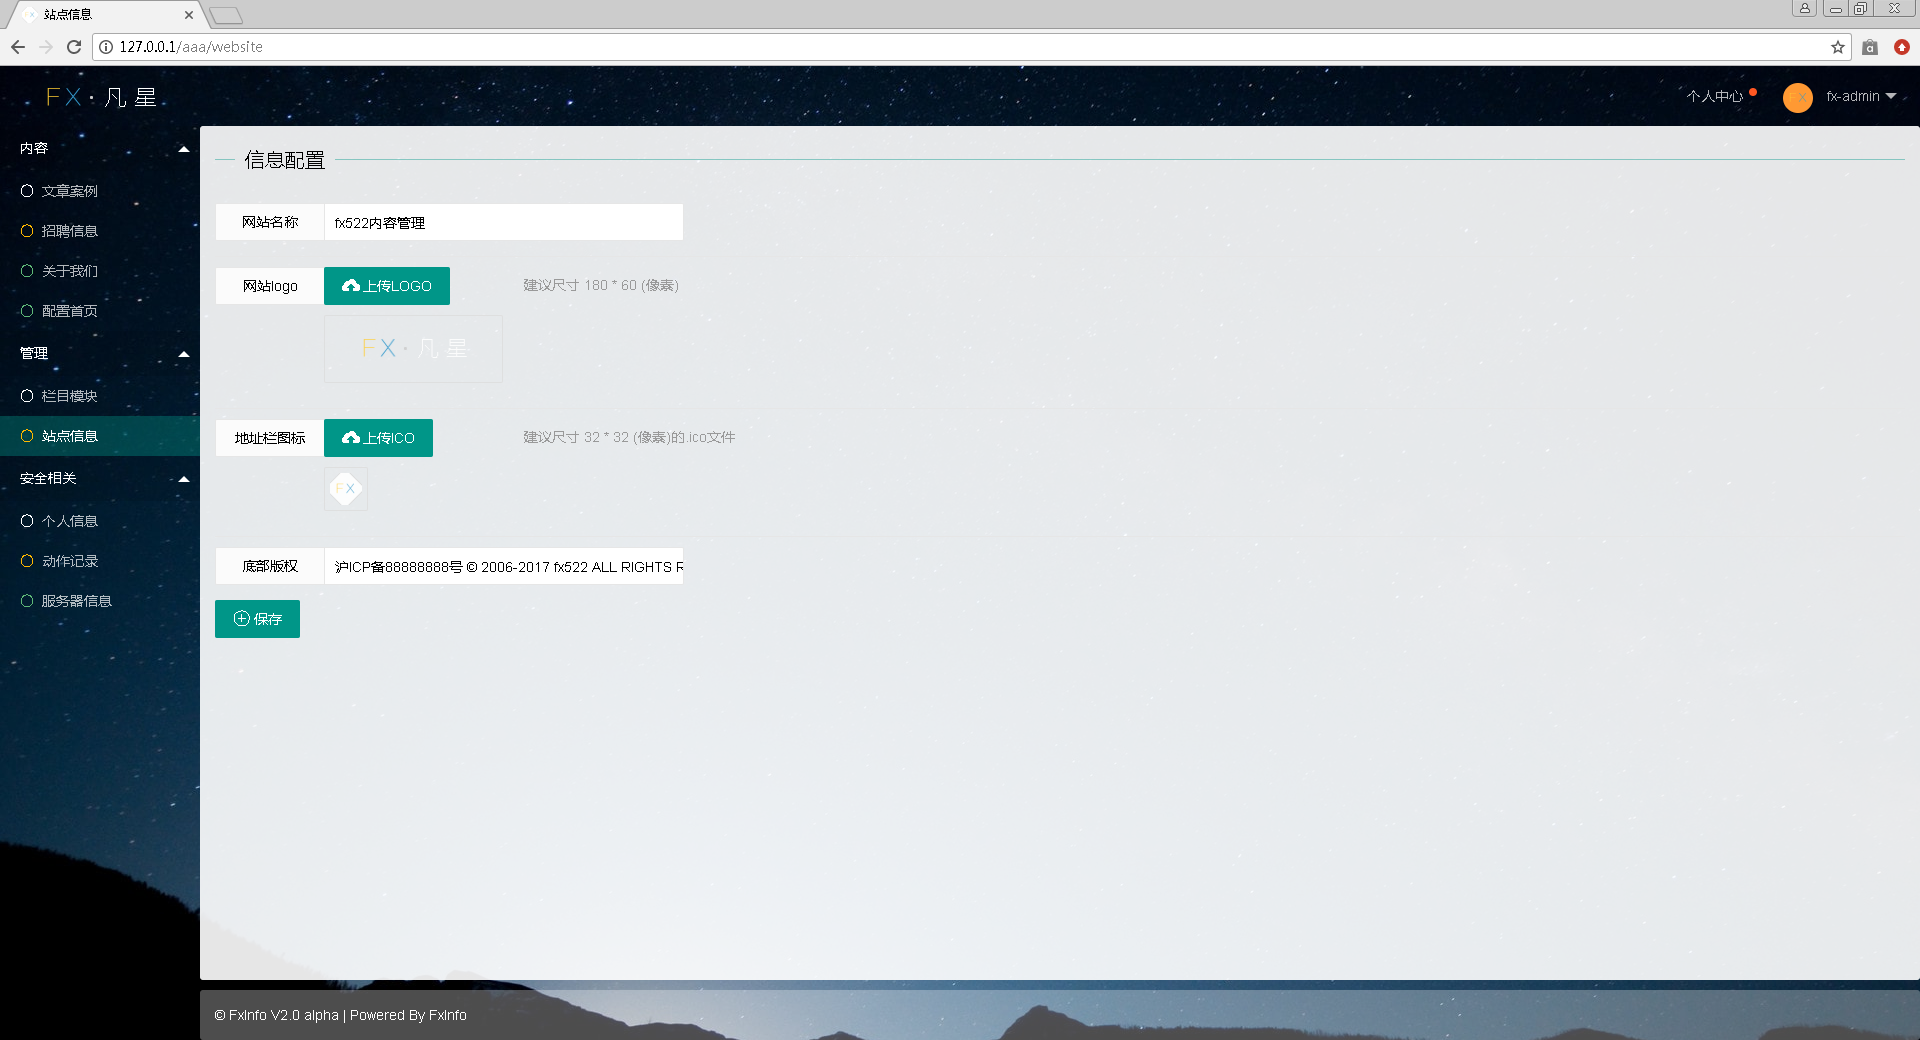 站点信息
127.0.0.1/aaa/website
FX·凡星
个人中心
FX
fx-admin
内容
文章案例
招聘信息
关于我们
配置首页
管理
栏目模块
站点信息
安全相关
个人信息
动作记录
服务器信息
信息配置
网站名称
fx522内容管理
网站logo
上传LOGO
建议尺寸 180 * 60 (像素)
FX·凡星
地址栏图标
上传ICO
建议尺寸 32 * 32 (像素)的.ico文件
FX
底部版权
沪ICP备88888888号 © 2006-2017 fx522 ALL RIGHTS R
保存
© FxInfo V2.0 alpha | Powered By FxInfo